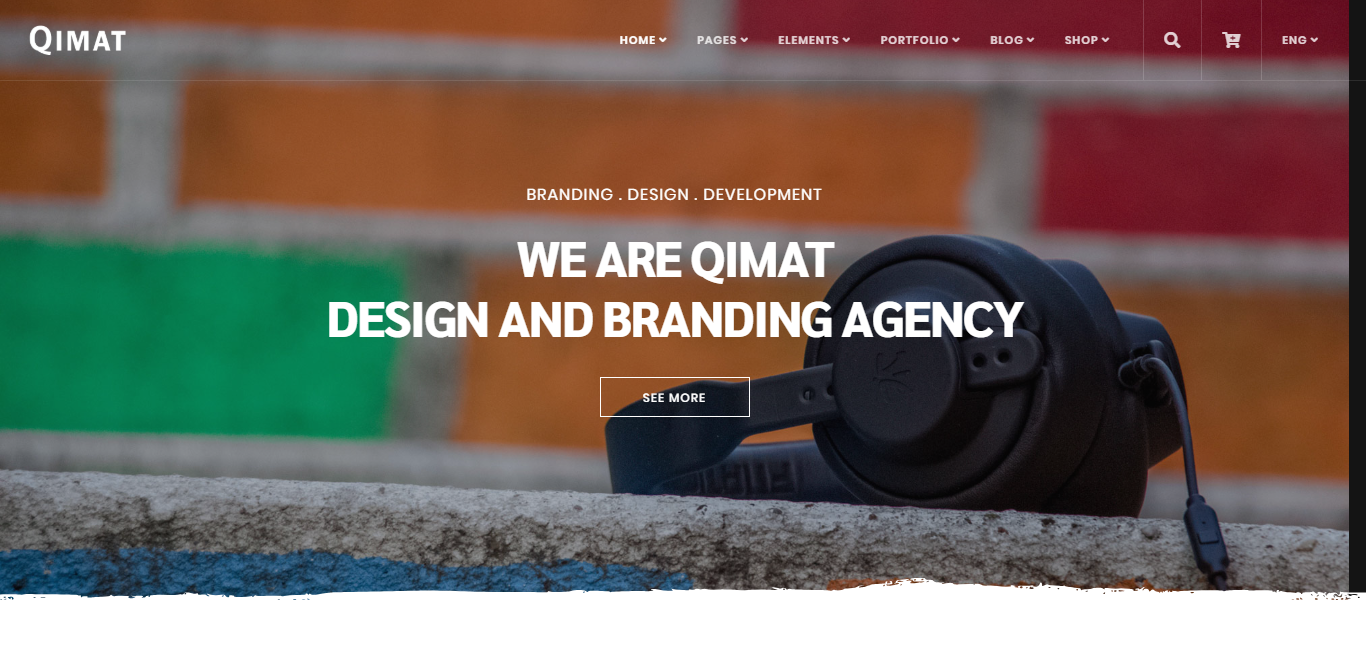 QIMAT
HOME PAGES ELEMENTS PORTFOLIO BLOG SHOP ENG
BRANDING . DESIGN . DEVELOPMENT
WE ARE QIMAT
DESIGN AND BRANDING AGENCY
SEE MORE